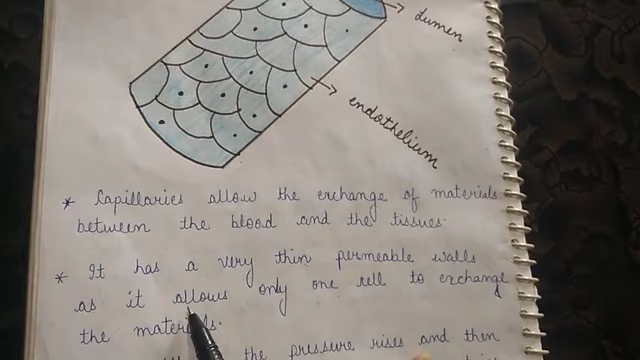 Lumen
endothelium
* Capillaries allow the exchange of materials
between the blood and the tissues.
* It has a very thin permeable walls
as it allows only one cell to exchange
the materials.
the pressure rises and then